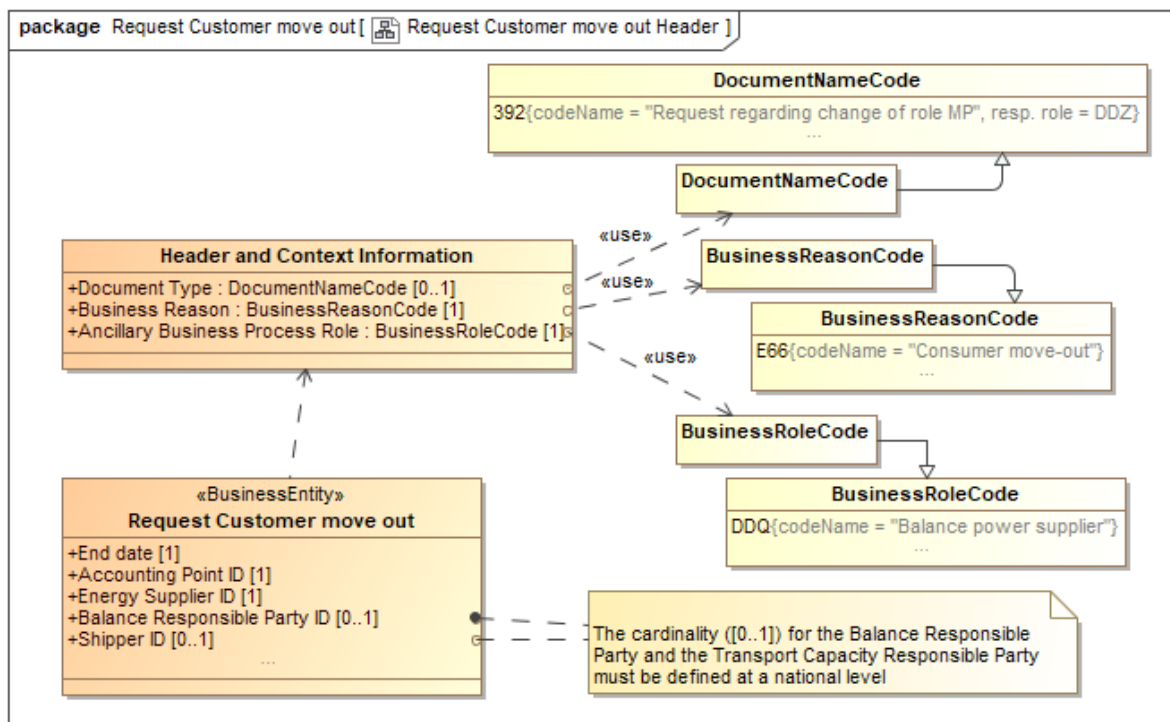 package Request Customer move out [ Request Customer move out Header ]
DocumentNameCode
392{codeName = "Request regarding change of role MP", resp. role = DDZ}
...
DocumentNameCode
«use»
Header and Context Information
+Document Type : DocumentNameCode [0..1]
+Business Reason : BusinessReasonCode [1]
+Ancillary Business Process Role : BusinessRoleCode [1]
«use»
BusinessReasonCode
BusinessReasonCode
E66{codeName = "Consumer move-out"}
...
«use»
BusinessRoleCode
BusinessRoleCode
DDQ{codeName = "Balance power supplier"}
...
«BusinessEntity»
Request Customer move out
+End date [1]
+Accounting Point ID [1]
+Energy Supplier ID [1]
+Balance Responsible Party ID [0..1]
+Shipper ID [0..1]
...
The cardinality ([0..1]) for the Balance Responsible
Party and the Transport Capacity Responsible Party
must be defined at a national level